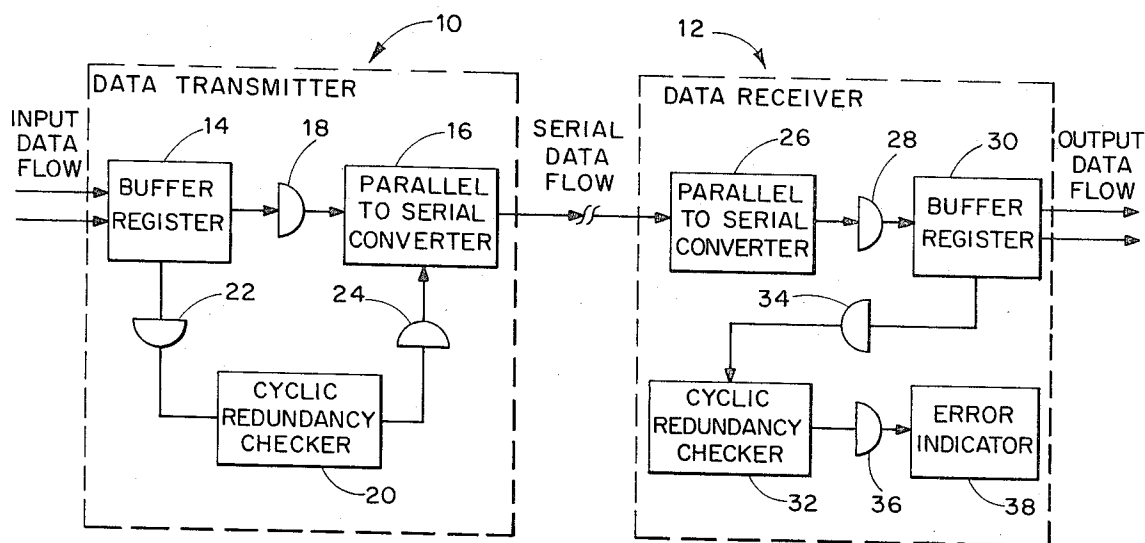 10
12
DATA TRANSMITTER
DATA RECEIVER
INPUT
DATA
FLOW
14
18
16
SERIAL
DATA
FLOW
26
28
30
OUTPUT
DATA
FLOW
BUFFER
REGISTER
PARALLEL
TO SERIAL
CONVERTER
PARALLEL
TO SERIAL
CONVERTER
BUFFER
REGISTER
22
24
34
CYCLIC
REDUNDANCY
CHECKER
20
CYCLIC
REDUNDANCY
CHECKER
32
36
ERROR
INDICATOR
38